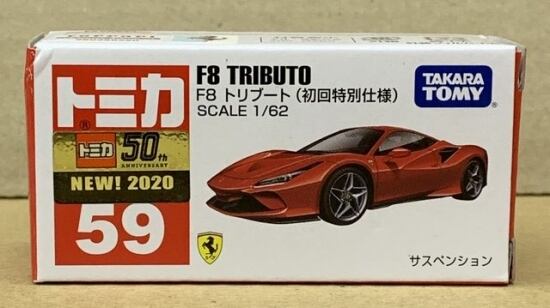 F8 TRIBUTO
F8 トリブート（初回特別仕様）
SCALE 1/62
TAKARA
TOMY
トミカ
®
トミカ 50th
ANNIVERSARY
NEW! 2020
59
サスペンション